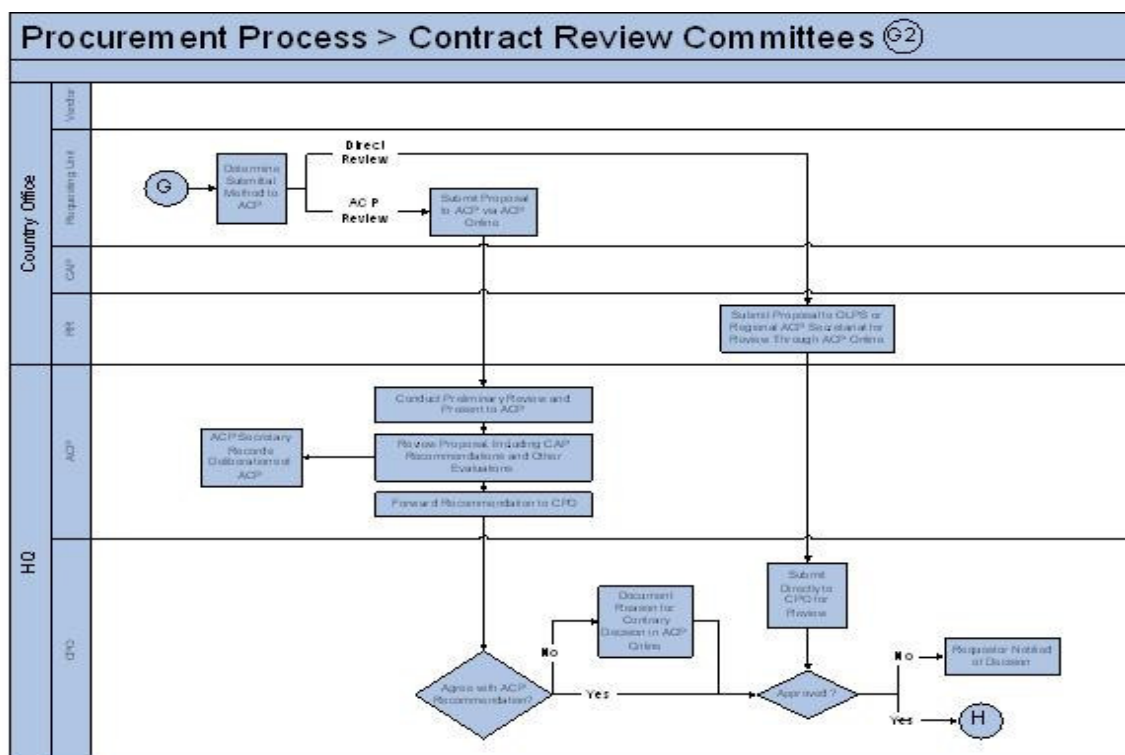 Procurement Process > Contract Review Committees G2
Country Office
Vendor
Requesting Unit
CAP
RR
HQ
ACP
CPO
G
Determine
Submittal
Method to
ACP
Direct
Review
ACP
Review
Submit Proposal
to ACP via ACP
Online
Submit Proposal to OLPS or
Regional ACP Secretariat for
Review Through ACP Online
Conduct Preliminary Review and
Present to ACP
ACP Secretary
Records
Deliberations of
ACP
Review Proposal Including CAP
Recommendations and Other
Evaluations
Forward Recommendation to CPO
Submit
Directly to
CPO for
Review
Document
Reason for
Contrary
Decision in ACP
Online
No
Agree with ACP
Recommendation?
Yes
Approved ?
No
Requestor Notified
of Decision
Yes
H